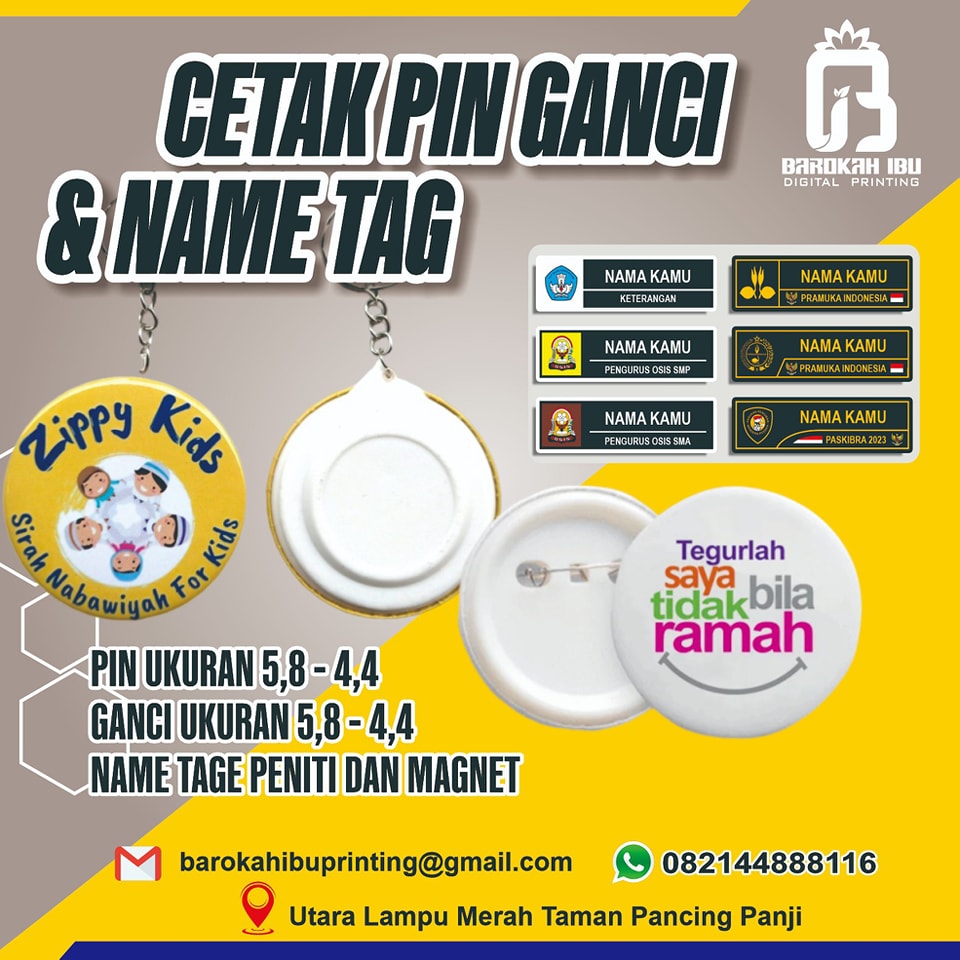 CETAK PIN GANCI
& NAME TAG
BAROKAH IBU
DIGITAL PRINTING
NAMA KAMU
KETERANGAN
NAMA KAMU
PRAMUKA INDONESIA
NAMA KAMU
PENGURUS OSIS SMP
NAMA KAMU
PRAMUKA INDONESIA
NAMA KAMU
PENGURUS OSIS SMA
NAMA KAMU
PASKIBRA 2023
Zippy Kids
Sirah Nabawiyah For Kids
Tegurlah
saya
tidak bila
ramah
PIN UKURAN 5,8 - 4,4
GANCI UKURAN 5,8 - 4,4
NAME TAGE PENITI DAN MAGNET
barokahibuprinting@gmail.com
082144888116
Utara Lampu Merah Taman Pancing Panji